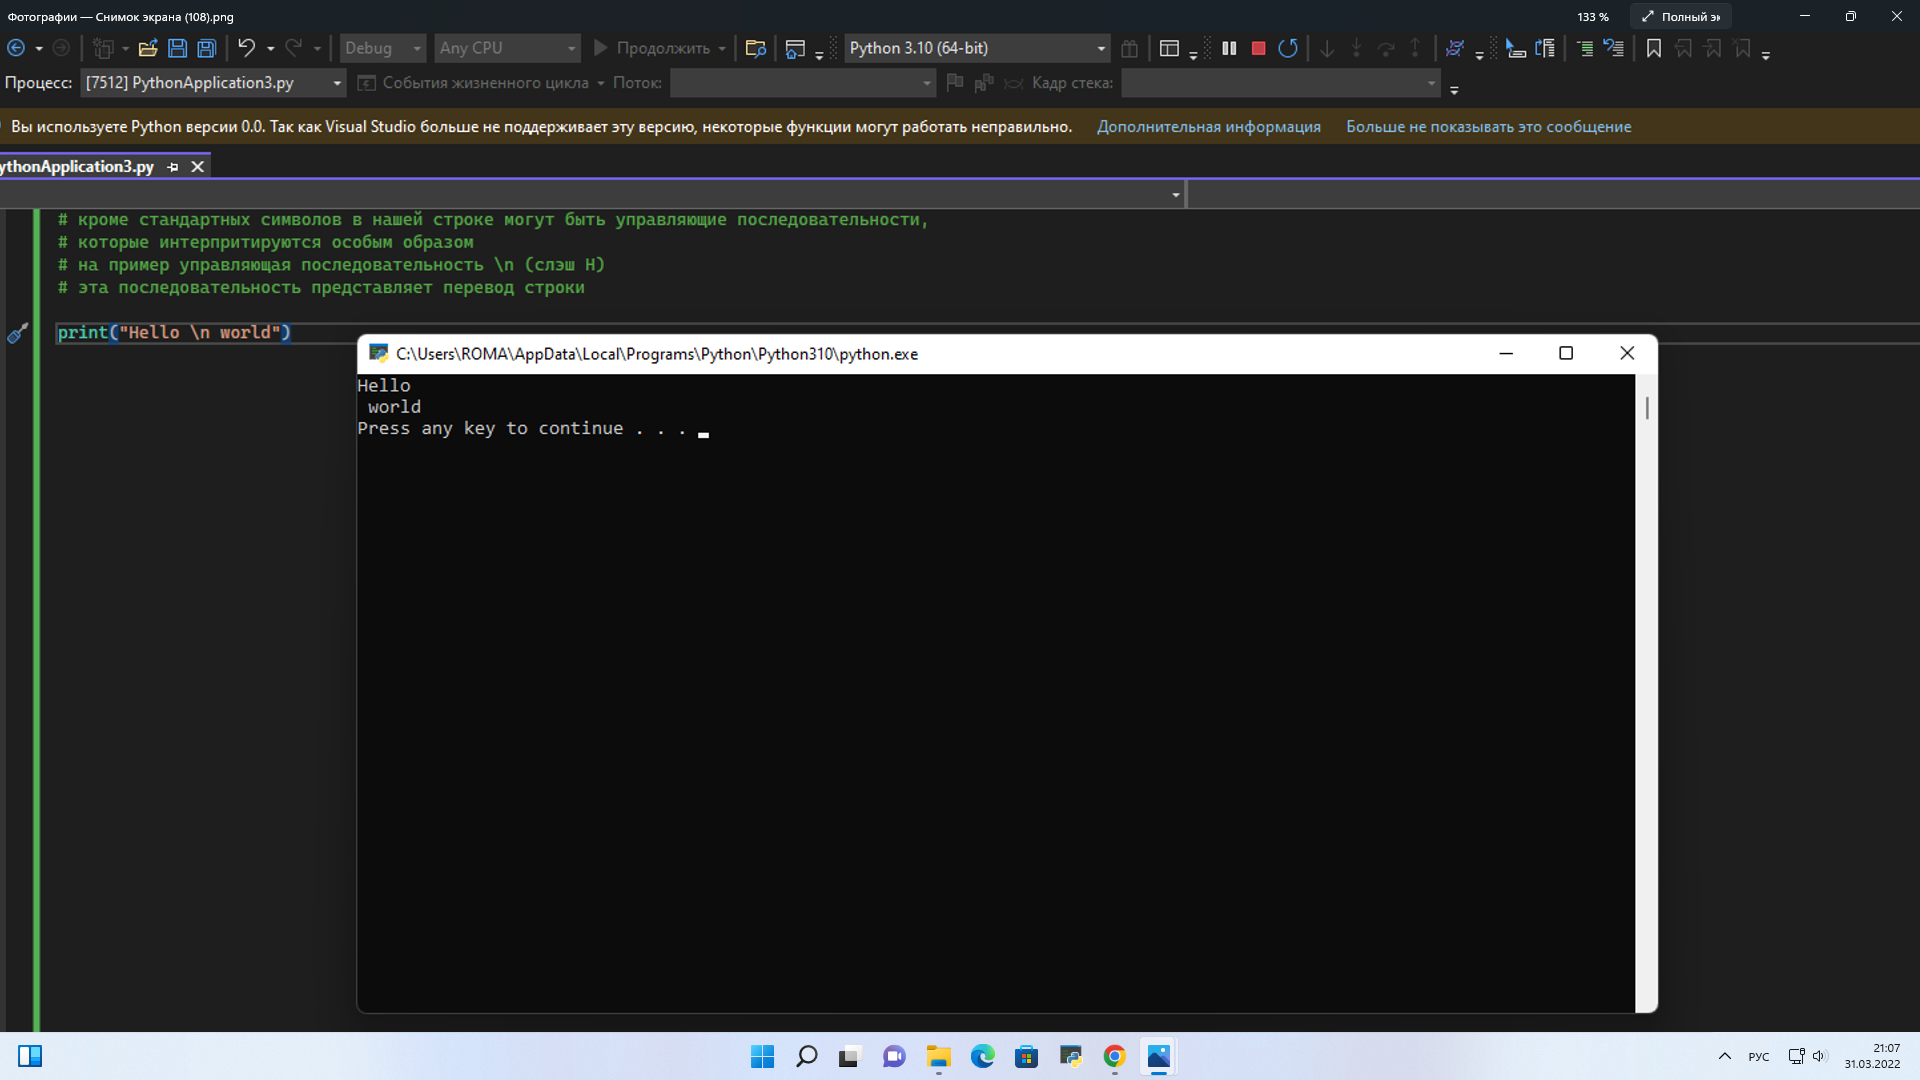 Фотографии — Снимок экрана (108).png
133 %
Полный эк
Debug
Any CPU
Продолжить
Python 3.10 (64-bit)
Процесс:
[7512] PythonApplication3.py
События жизненного цикла
Поток:
Кадр стека:
Вы используете Python версии 0.0. Так как Visual Studio больше не поддерживает эту версию, некоторые функции могут работать неправильно.
Дополнительная информация
Больше не показывать это сообщение
ythonApplication3.py
# кроме стандартных символов в нашей строке могут быть управляющие последовательности,
# которые интерпритируются особым образом
# на пример управляющая последовательность \n (слэш Н)
# эта последовательность представляет перевод строки
print("Hello \n world")
C:\Users\ROMA\AppData\Local\Programs\Python\Python310\python.exe
Hello
 world
Press any key to continue . . .
РУС
21:07
31.03.2022